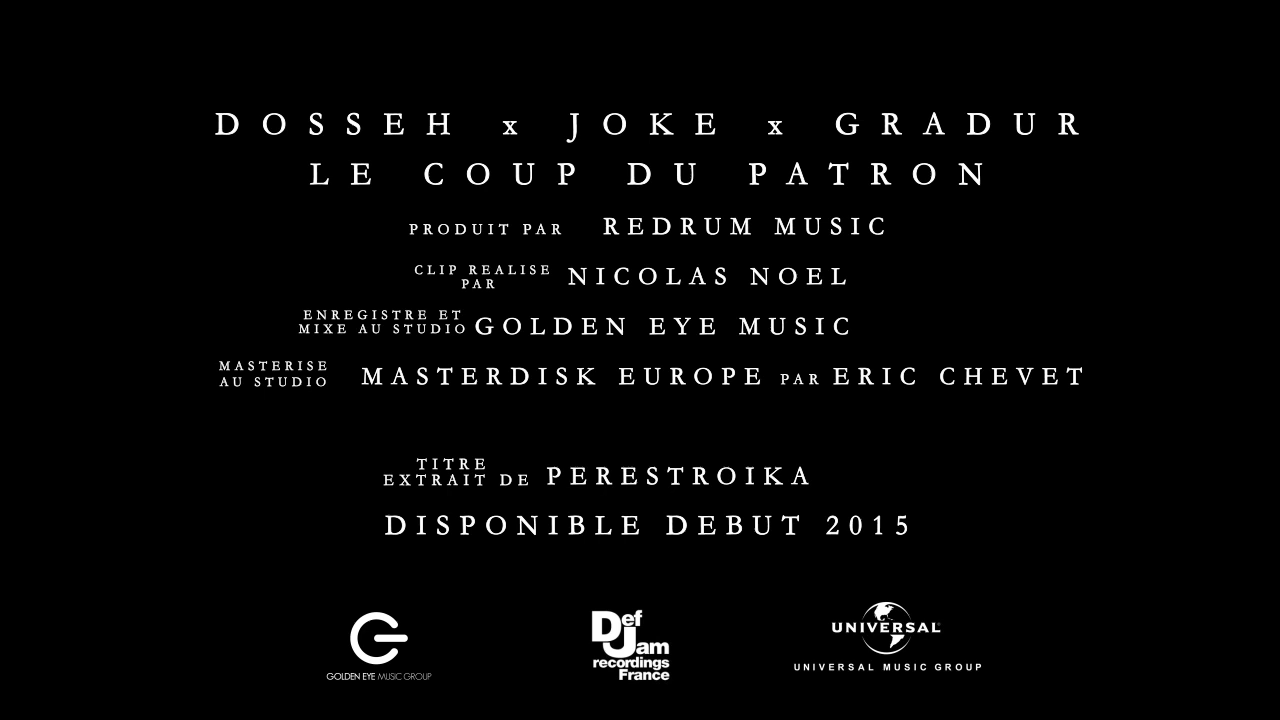 DOSSEH x JOKE x GRADUR
LE COUP DU PATRON
PRODUIT PAR REDRUM MUSIC
CLIP REALISE
PAR NICOLAS NOEL
ENREGISTRE ET
MIXE AU STUDIO GOLDEN EYE MUSIC
MASTERISE
AU STUDIO MASTERDISK EUROPE PAR ERIC CHEVET
TITRE
EXTRAIT DE PERESTROIKA
DISPONIBLE DEBUT 2015
GOLDEN EYE MUSIC GROUP
Def
Jam
recordings
France
UNIVERSAL
UNIVERSAL MUSIC GROUP